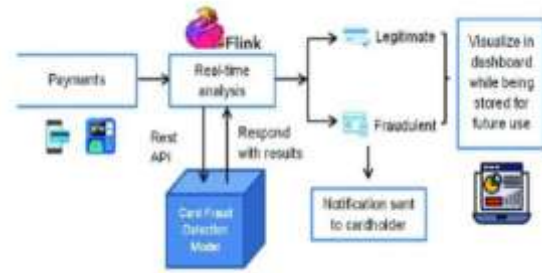 Flink
Payments
Real-time
analysis
Legitimate
Fraudulent
Visualize in
dashboard
while being
stored for
future use
Rest
API
Respond
with results
Card Fraud
Detection
Model
Notification sent
to cardholder